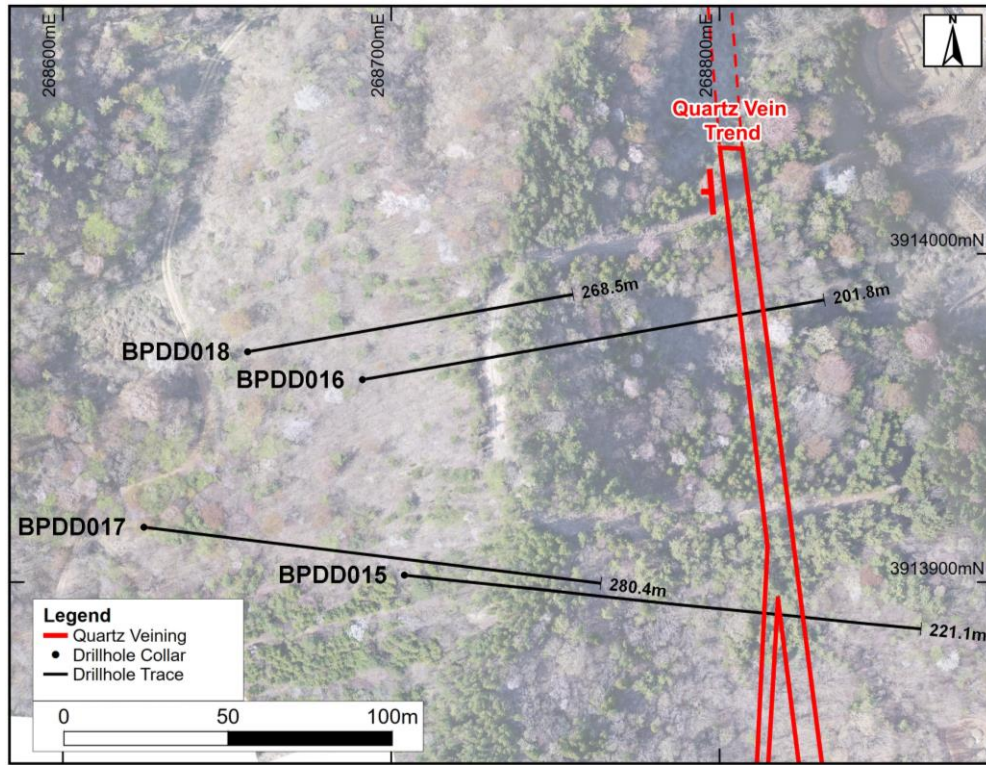 268600mE
268700mE
268800mE
N
Quartz Vein
Trend
3914000mN
268.5m
201.8m
BPDD018
BPDD016
BPDD017
BPDD015
280.4m
3913900mN
221.1m
Legend
Quartz Veining
Drillhole Collar
Drillhole Trace
0 50 100m